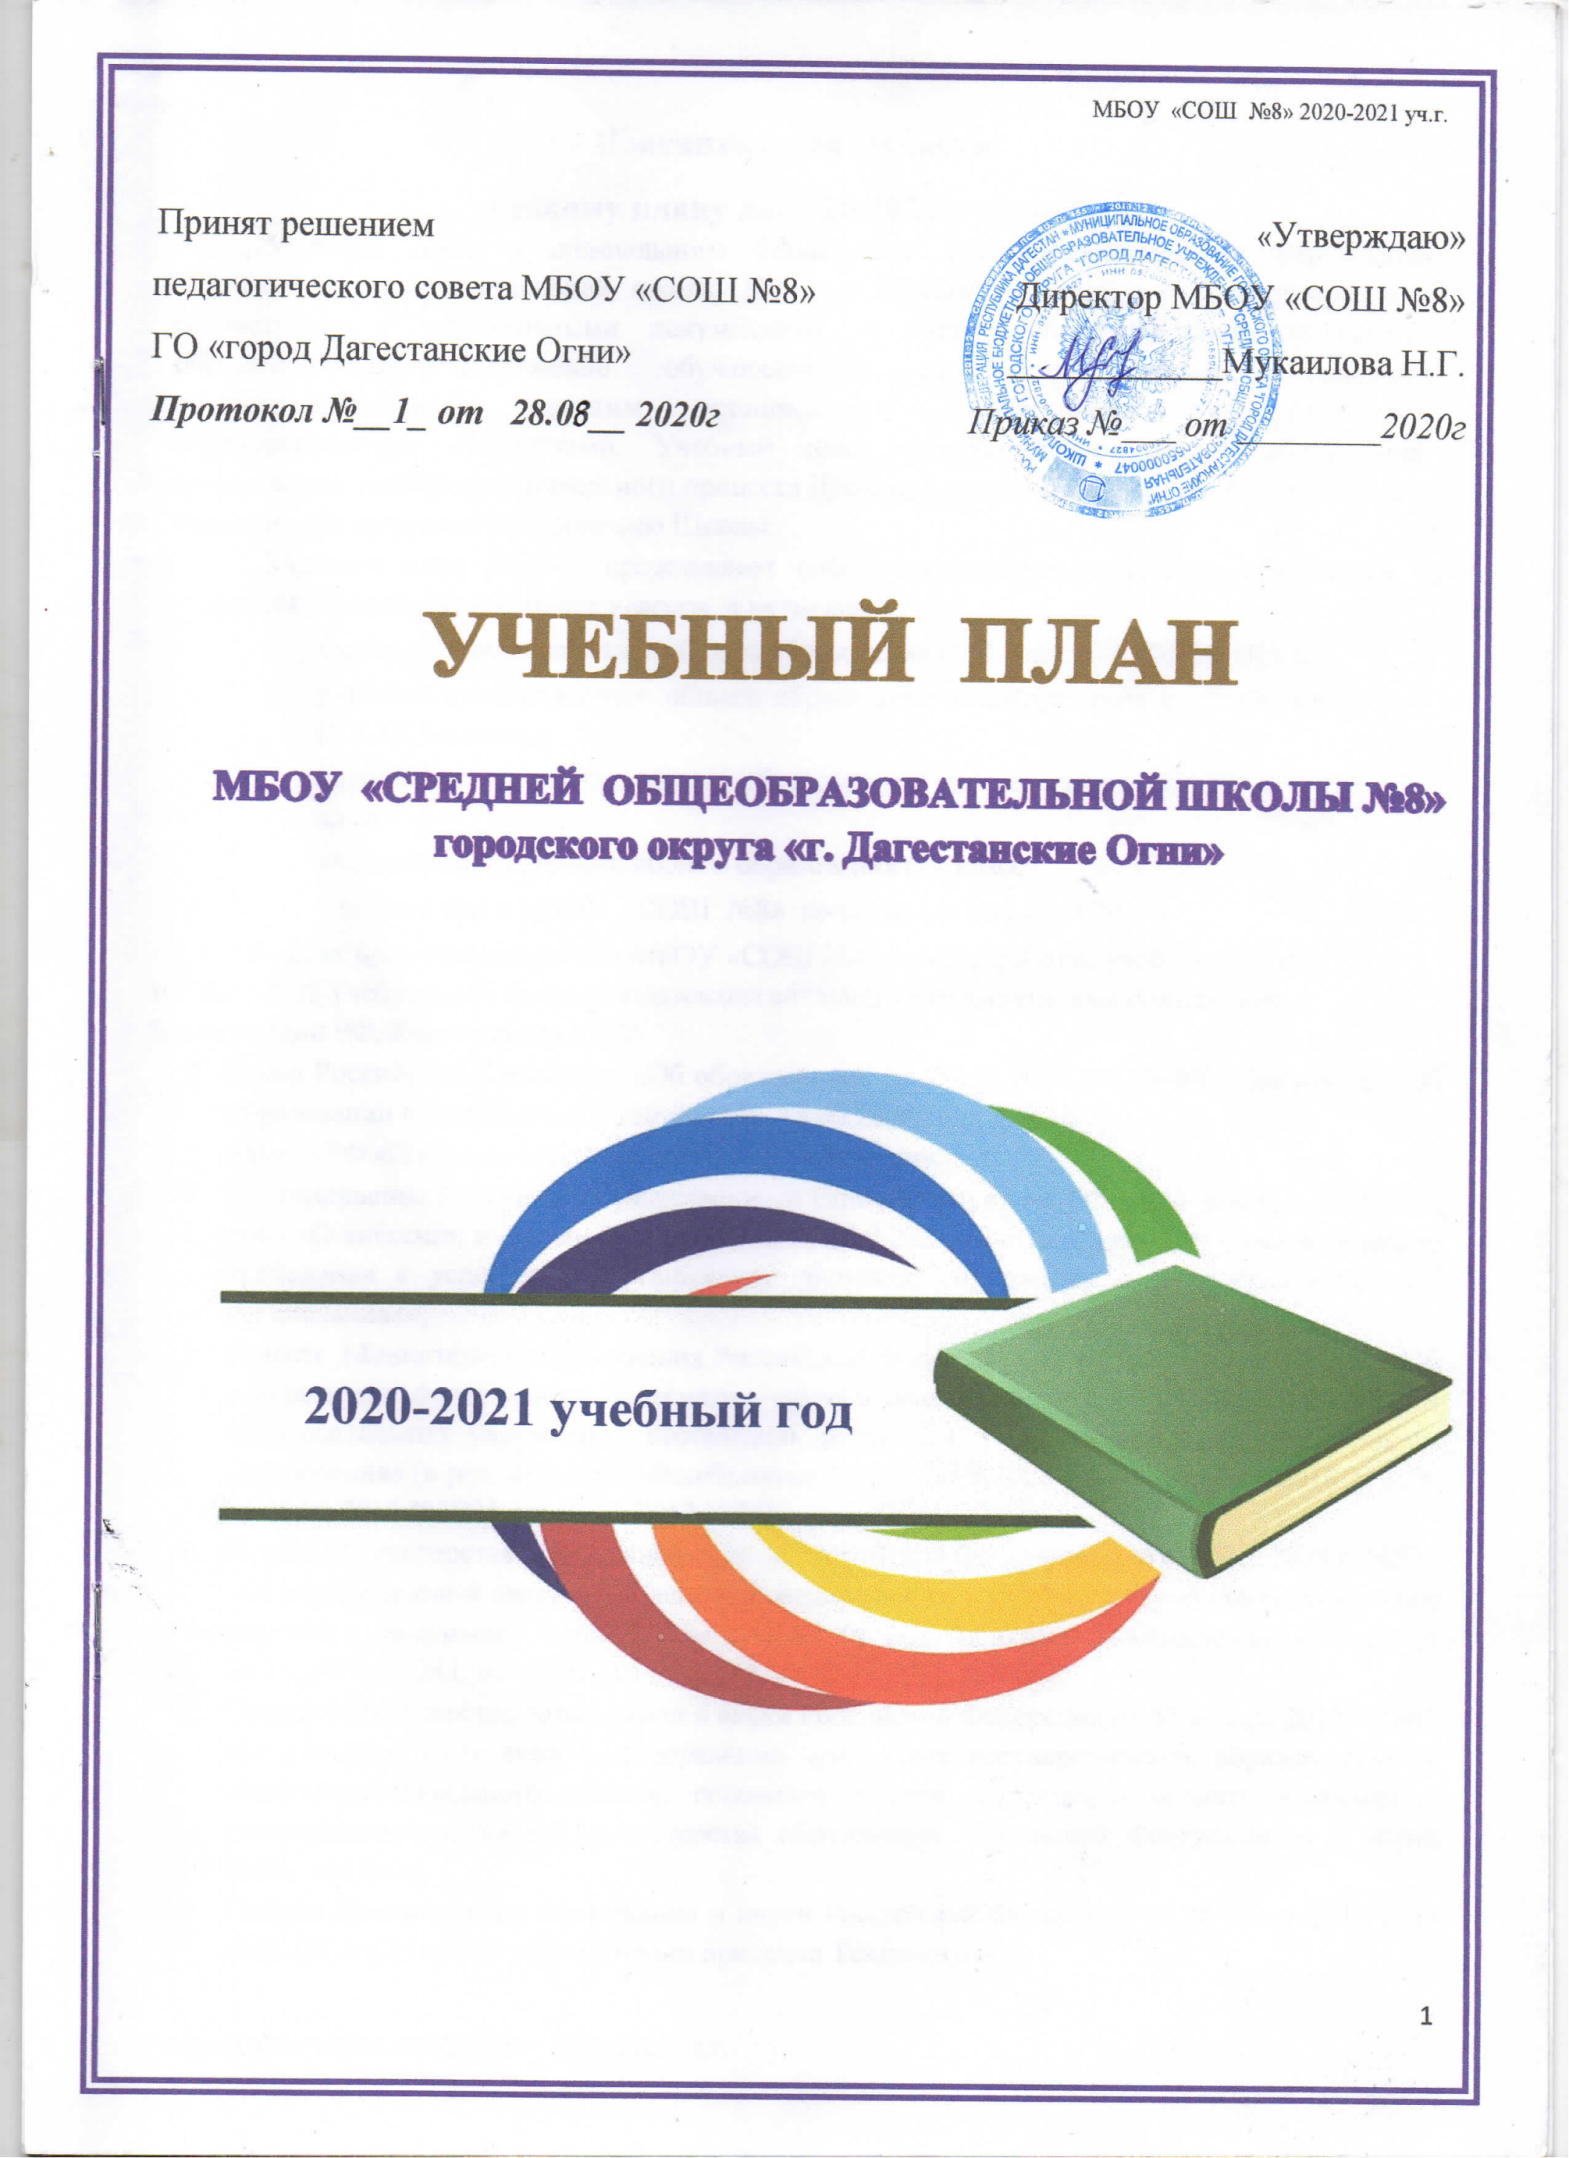 МБОУ «СОШ №8» 2020-2021 уч.г.
Принят решением
педагогического совета МБОУ «СОШ №8»
ГО «город Дагестанские Огни»
Протокол №__1_ от 28.08__ 2020г
«Утверждаю»
Директор МБОУ «СОШ №8»
____________Мукаилова Н.Г.
Приказ №___ от ________2020г
УЧЕБНЫЙ ПЛАН
МБОУ «СРЕДНЕЙ ОБЩЕОБРАЗОВАТЕЛЬНОЙ ШКОЛЫ №8»
городского округа «г. Дагестанские Огни»
2020-2021 учебный год
1